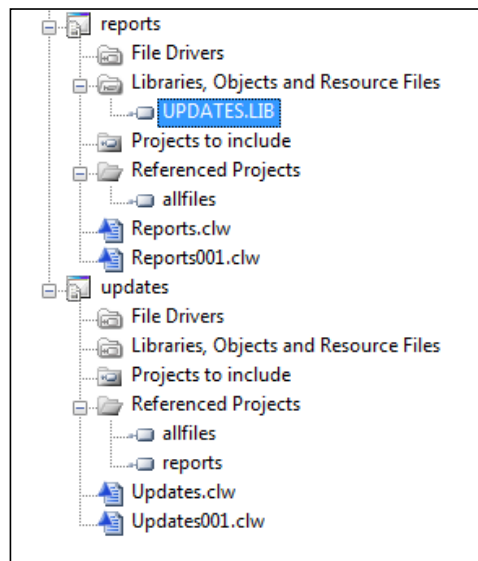 reports
File Drivers
Libraries, Objects and Resource Files
UPDATES.LIB
Projects to include
Referenced Projects
allfiles
Reports.clw
Reports001.clw
updates
File Drivers
Libraries, Objects and Resource Files
Projects to include
Referenced Projects
allfiles
reports
Updates.clw
Updates001.clw